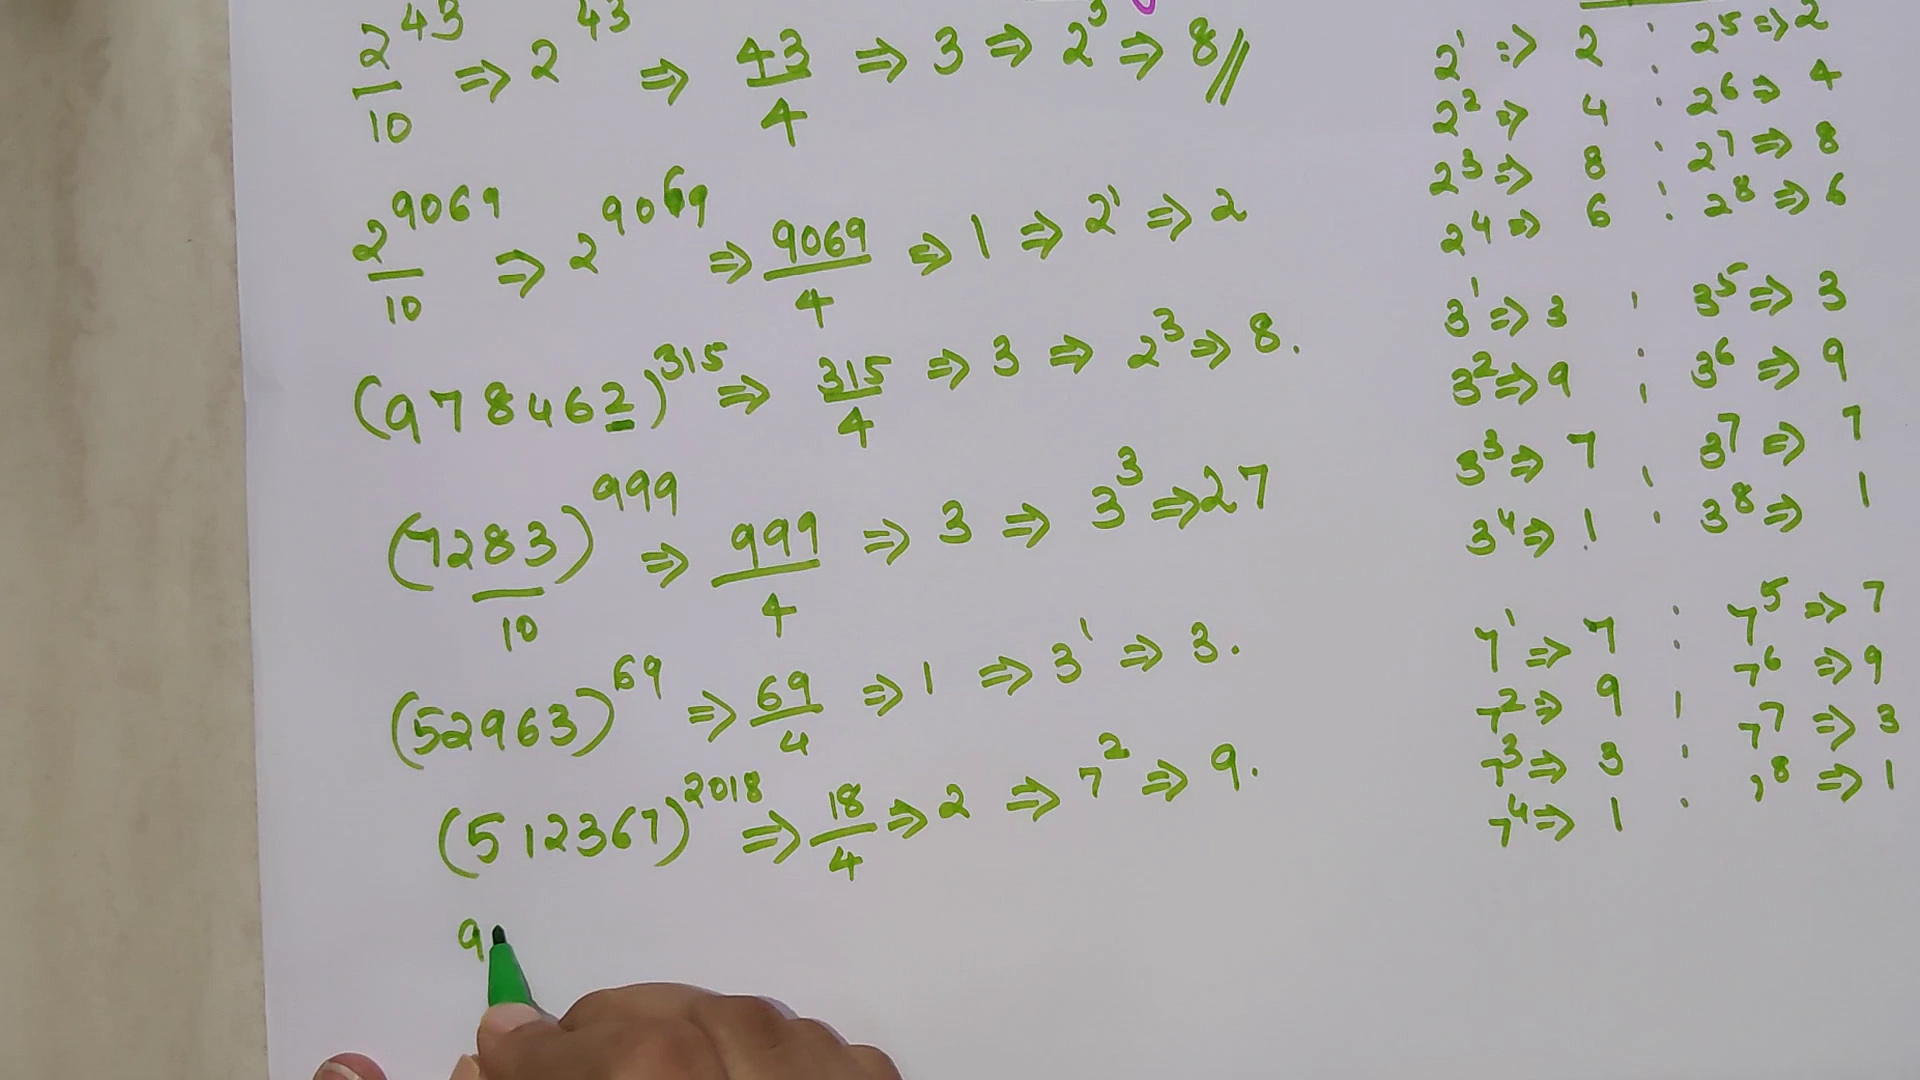 2^43/10 ⇒ 2^43 ⇒ 43/4 ⇒ 3 ⇒ 2^3 ⇒ 8//
2^9069/10 ⇒ 2^9069 ⇒ 9069/4 ⇒ 1 ⇒ 2^1 ⇒ 2
(978462)^315 ⇒ 315/4 ⇒ 3 ⇒ 2^3 ⇒ 8.
(7283)^999/10 ⇒ 999/4 ⇒ 3 ⇒ 3^3 ⇒ 27
(52963)^69 ⇒ 69/4 ⇒ 1 ⇒ 3^1 ⇒ 3.
(512367)^2018 ⇒ 18/4 ⇒ 2 ⇒ 7^2 ⇒ 9.
9
2^1 ⇒ 2 : 2^5 ⇒ 2
2^2 ⇒ 4 : 2^6 ⇒ 4
2^3 ⇒ 8 : 2^7 ⇒ 8
2^4 ⇒ 6 : 2^8 ⇒ 6
3^1 ⇒ 3 : 3^5 ⇒ 3
3^2 ⇒ 9 : 3^6 ⇒ 9
3^3 ⇒ 7 : 3^7 ⇒ 7
3^4 ⇒ 1 : 3^8 ⇒ 1
7^1 ⇒ 7 : 7^5 ⇒ 7
7^2 ⇒ 9 : 7^6 ⇒ 9
7^3 ⇒ 3 : 7^7 ⇒ 3
7^4 ⇒ 1 : 7^8 ⇒ 1